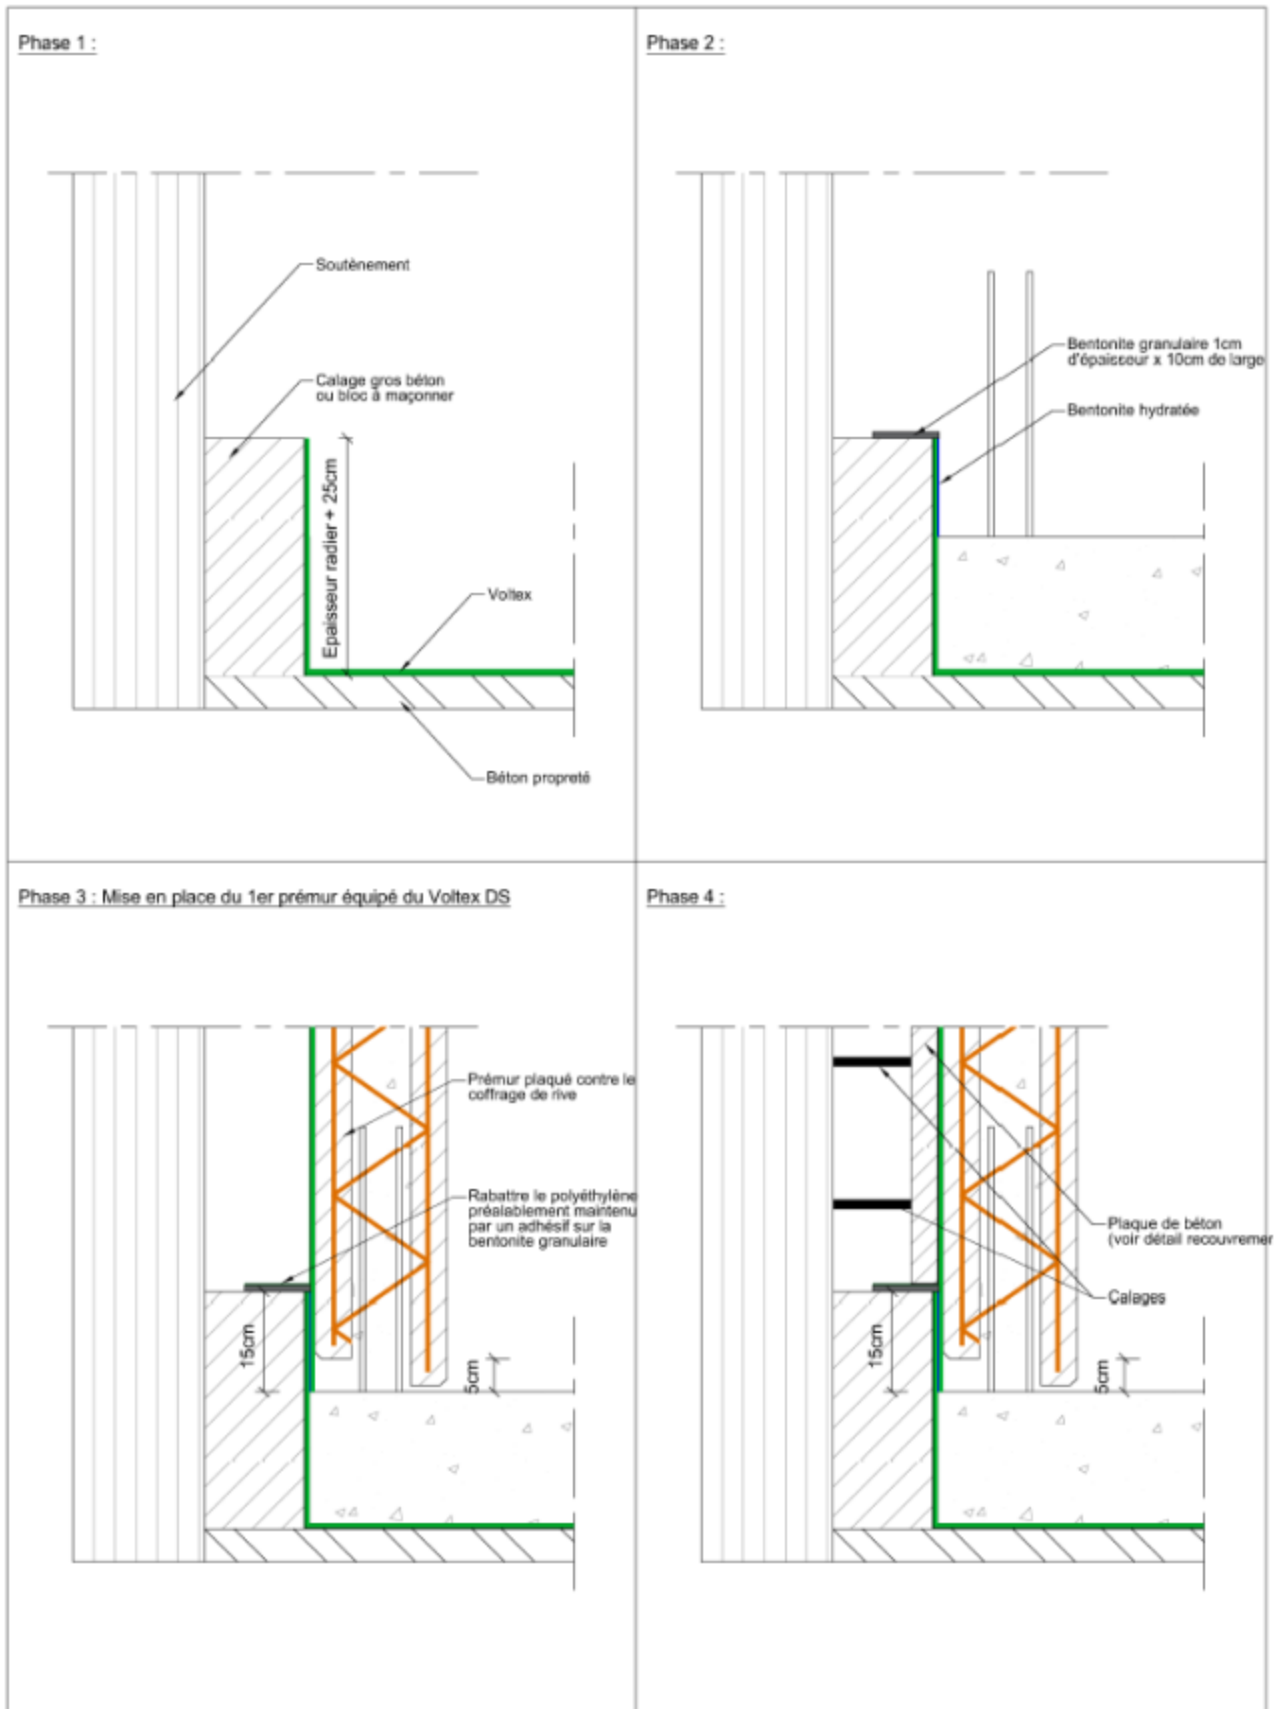 Phase 1 :
Soutènement
Calage gros béton
ou bloc à maçonner
Epaisseur radier + 25cm
Voltex
Béton propreté
Phase 2 :
Bentonite granulaire 1cm
d'épaisseur x 10cm de large
Bentonite hydratée
Phase 3 : Mise en place du 1er prémur équipé du Voltex DS
Prémur plaqué contre le
coffrage de rive
Rabattre le polyéthylène
préalablement maintenu
par un adhésif sur la
bentonite granulaire
15cm
5cm
Phase 4 :
Plaque de béton
(voir détail recouvremer
Calages
15cm
5cm